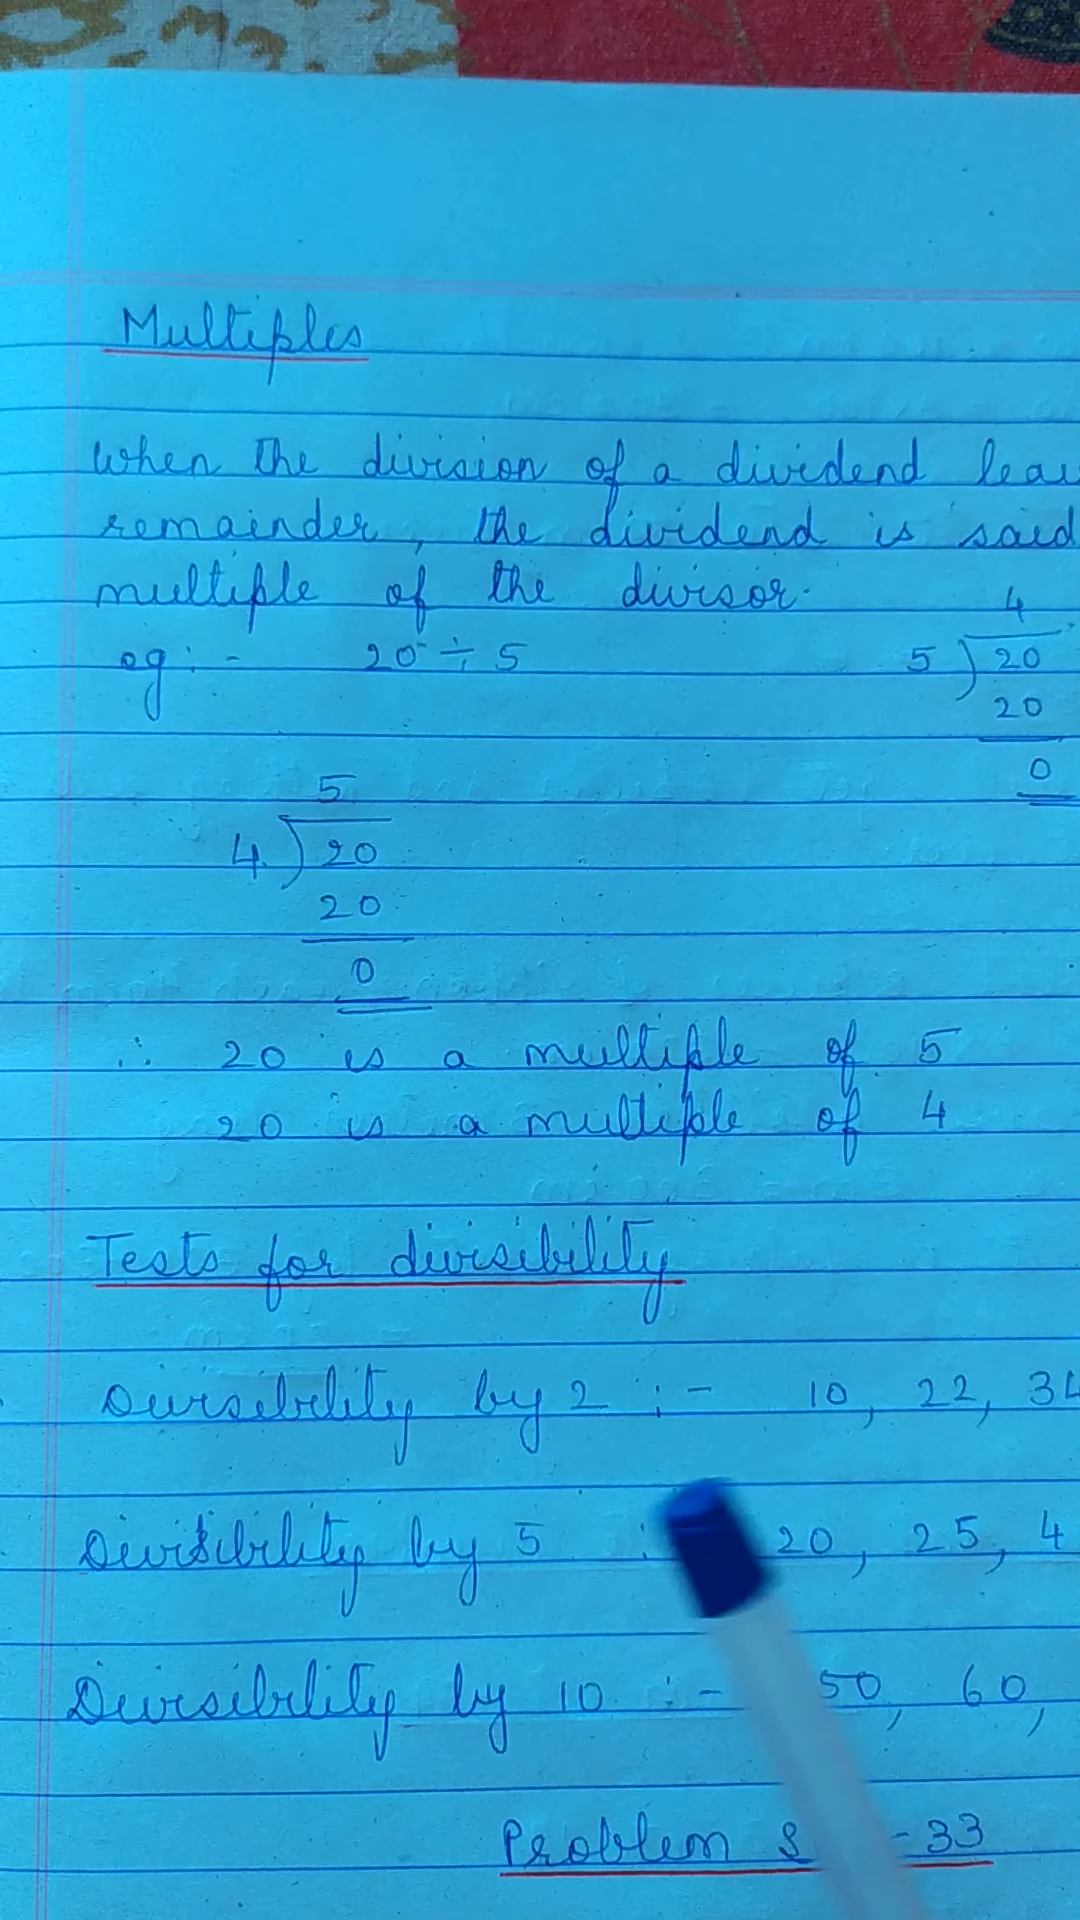 Multiples
When the division of a dividend
remainder, the dividend is said
multiple of the divisor.
eg :- 20 ÷ 5
4
5 ) 20
20
0
5
4 ) 20
20
0
∴ 20 is a multiple of 5
20 is a multiple of 4
Tests for divisibility
Divisibility by 2 :- 10, 22, 34
Divisibility by 5 : 20, 25, 4
Divisibility by 10 :- 50, 60,
Problem S -33